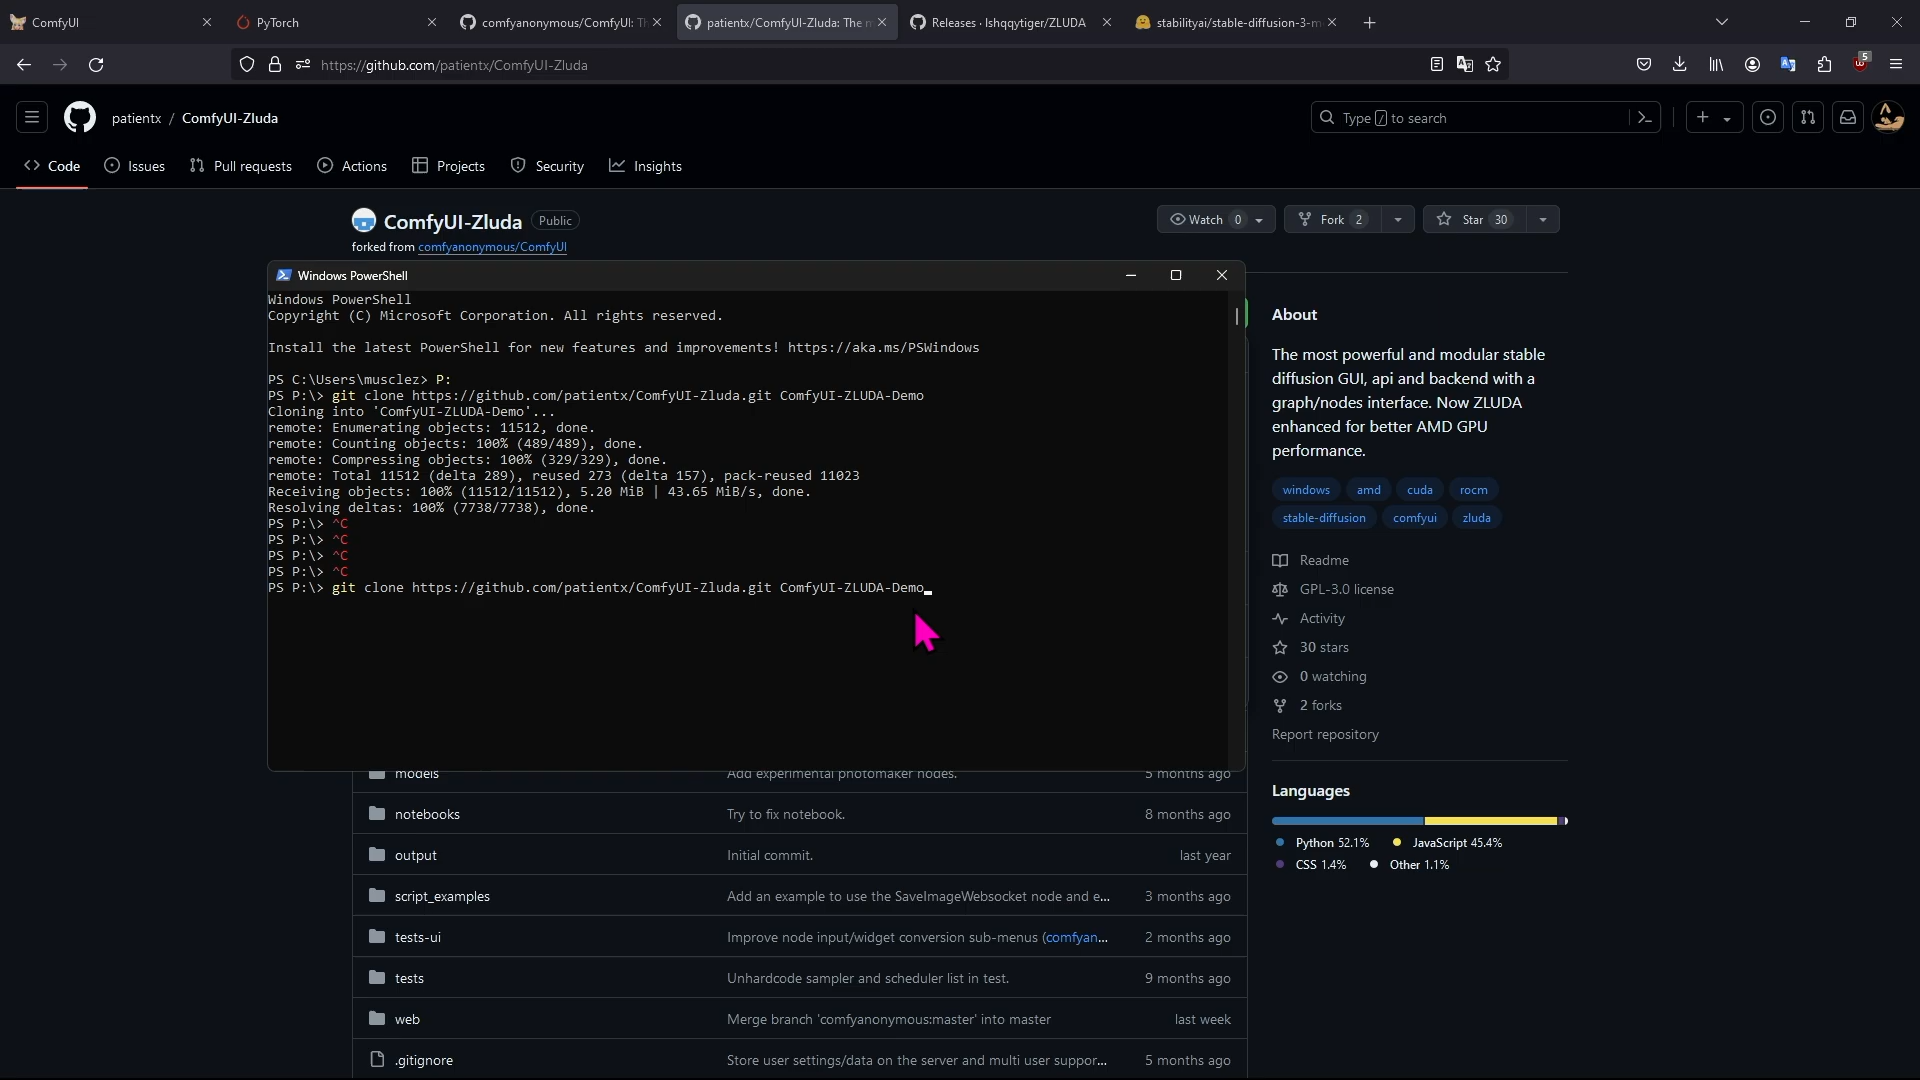 ComfyUI
PyTorch
comfyanonymous/ComfyUI: Th
patientx/ComfyUI-Zluda: The m
Releases · lshqqytiger/ZLUDA
stabilityai/stable-diffusion-3-m
https://github.com/patientx/ComfyUI-Zluda
5
patientx / ComfyUI-Zluda
Type / to search
Code
Issues
Pull requests
Actions
Projects
Security
Insights
ComfyUI-Zluda Public
Watch 0
Fork 2
Star 30
forked from comfyanonymous/ComfyUI
Windows PowerShell
Windows PowerShell
Copyright (C) Microsoft Corporation. All rights reserved.
Install the latest PowerShell for new features and improvements! https://aka.ms/PSWindows
PS C:\Users\musclez> P:
PS P:\> git clone https://github.com/patientx/ComfyUI-Zluda.git ComfyUI-ZLUDA-Demo
Cloning into 'ComfyUI-ZLUDA-Demo'...
remote: Enumerating objects: 11512, done.
remote: Counting objects: 100% (489/489), done.
remote: Compressing objects: 100% (329/329), done.
remote: Total 11512 (delta 289), reused 273 (delta 157), pack-reused 11023
Receiving objects: 100% (11512/11512), 5.20 MiB | 43.65 MiB/s, done.
Resolving deltas: 100% (7738/7738), done.
PS P:\> ^C
PS P:\> ^C
PS P:\> ^C
PS P:\> ^C
PS P:\> git clone https://github.com/patientx/ComfyUI-Zluda.git ComfyUI-ZLUDA-Demo_
models Add experimental photomaker nodes. 5 months ago
notebooks Try to fix notebook. 8 months ago
output Initial commit. last year
script_examples Add an example to use the SaveImageWebsocket node and e... 3 months ago
tests-ui Improve node input/widget conversion sub-menus (comfyan... 2 months ago
tests Unhardcode sampler and scheduler list in test. 9 months ago
web Merge branch 'comfyanonymous:master' into master last week
.gitignore Store user settings/data on the server and multi user suppor... 5 months ago
About
The most powerful and modular stable
diffusion GUI, api and backend with a
graph/nodes interface. Now ZLUDA
enhanced for better AMD GPU
performance.
windows amd cuda rocm
stable-diffusion comfyui zluda
Readme
GPL-3.0 license
Activity
30 stars
0 watching
2 forks
Report repository
Languages
Python 52.1% JavaScript 45.4%
CSS 1.4% Other 1.1%